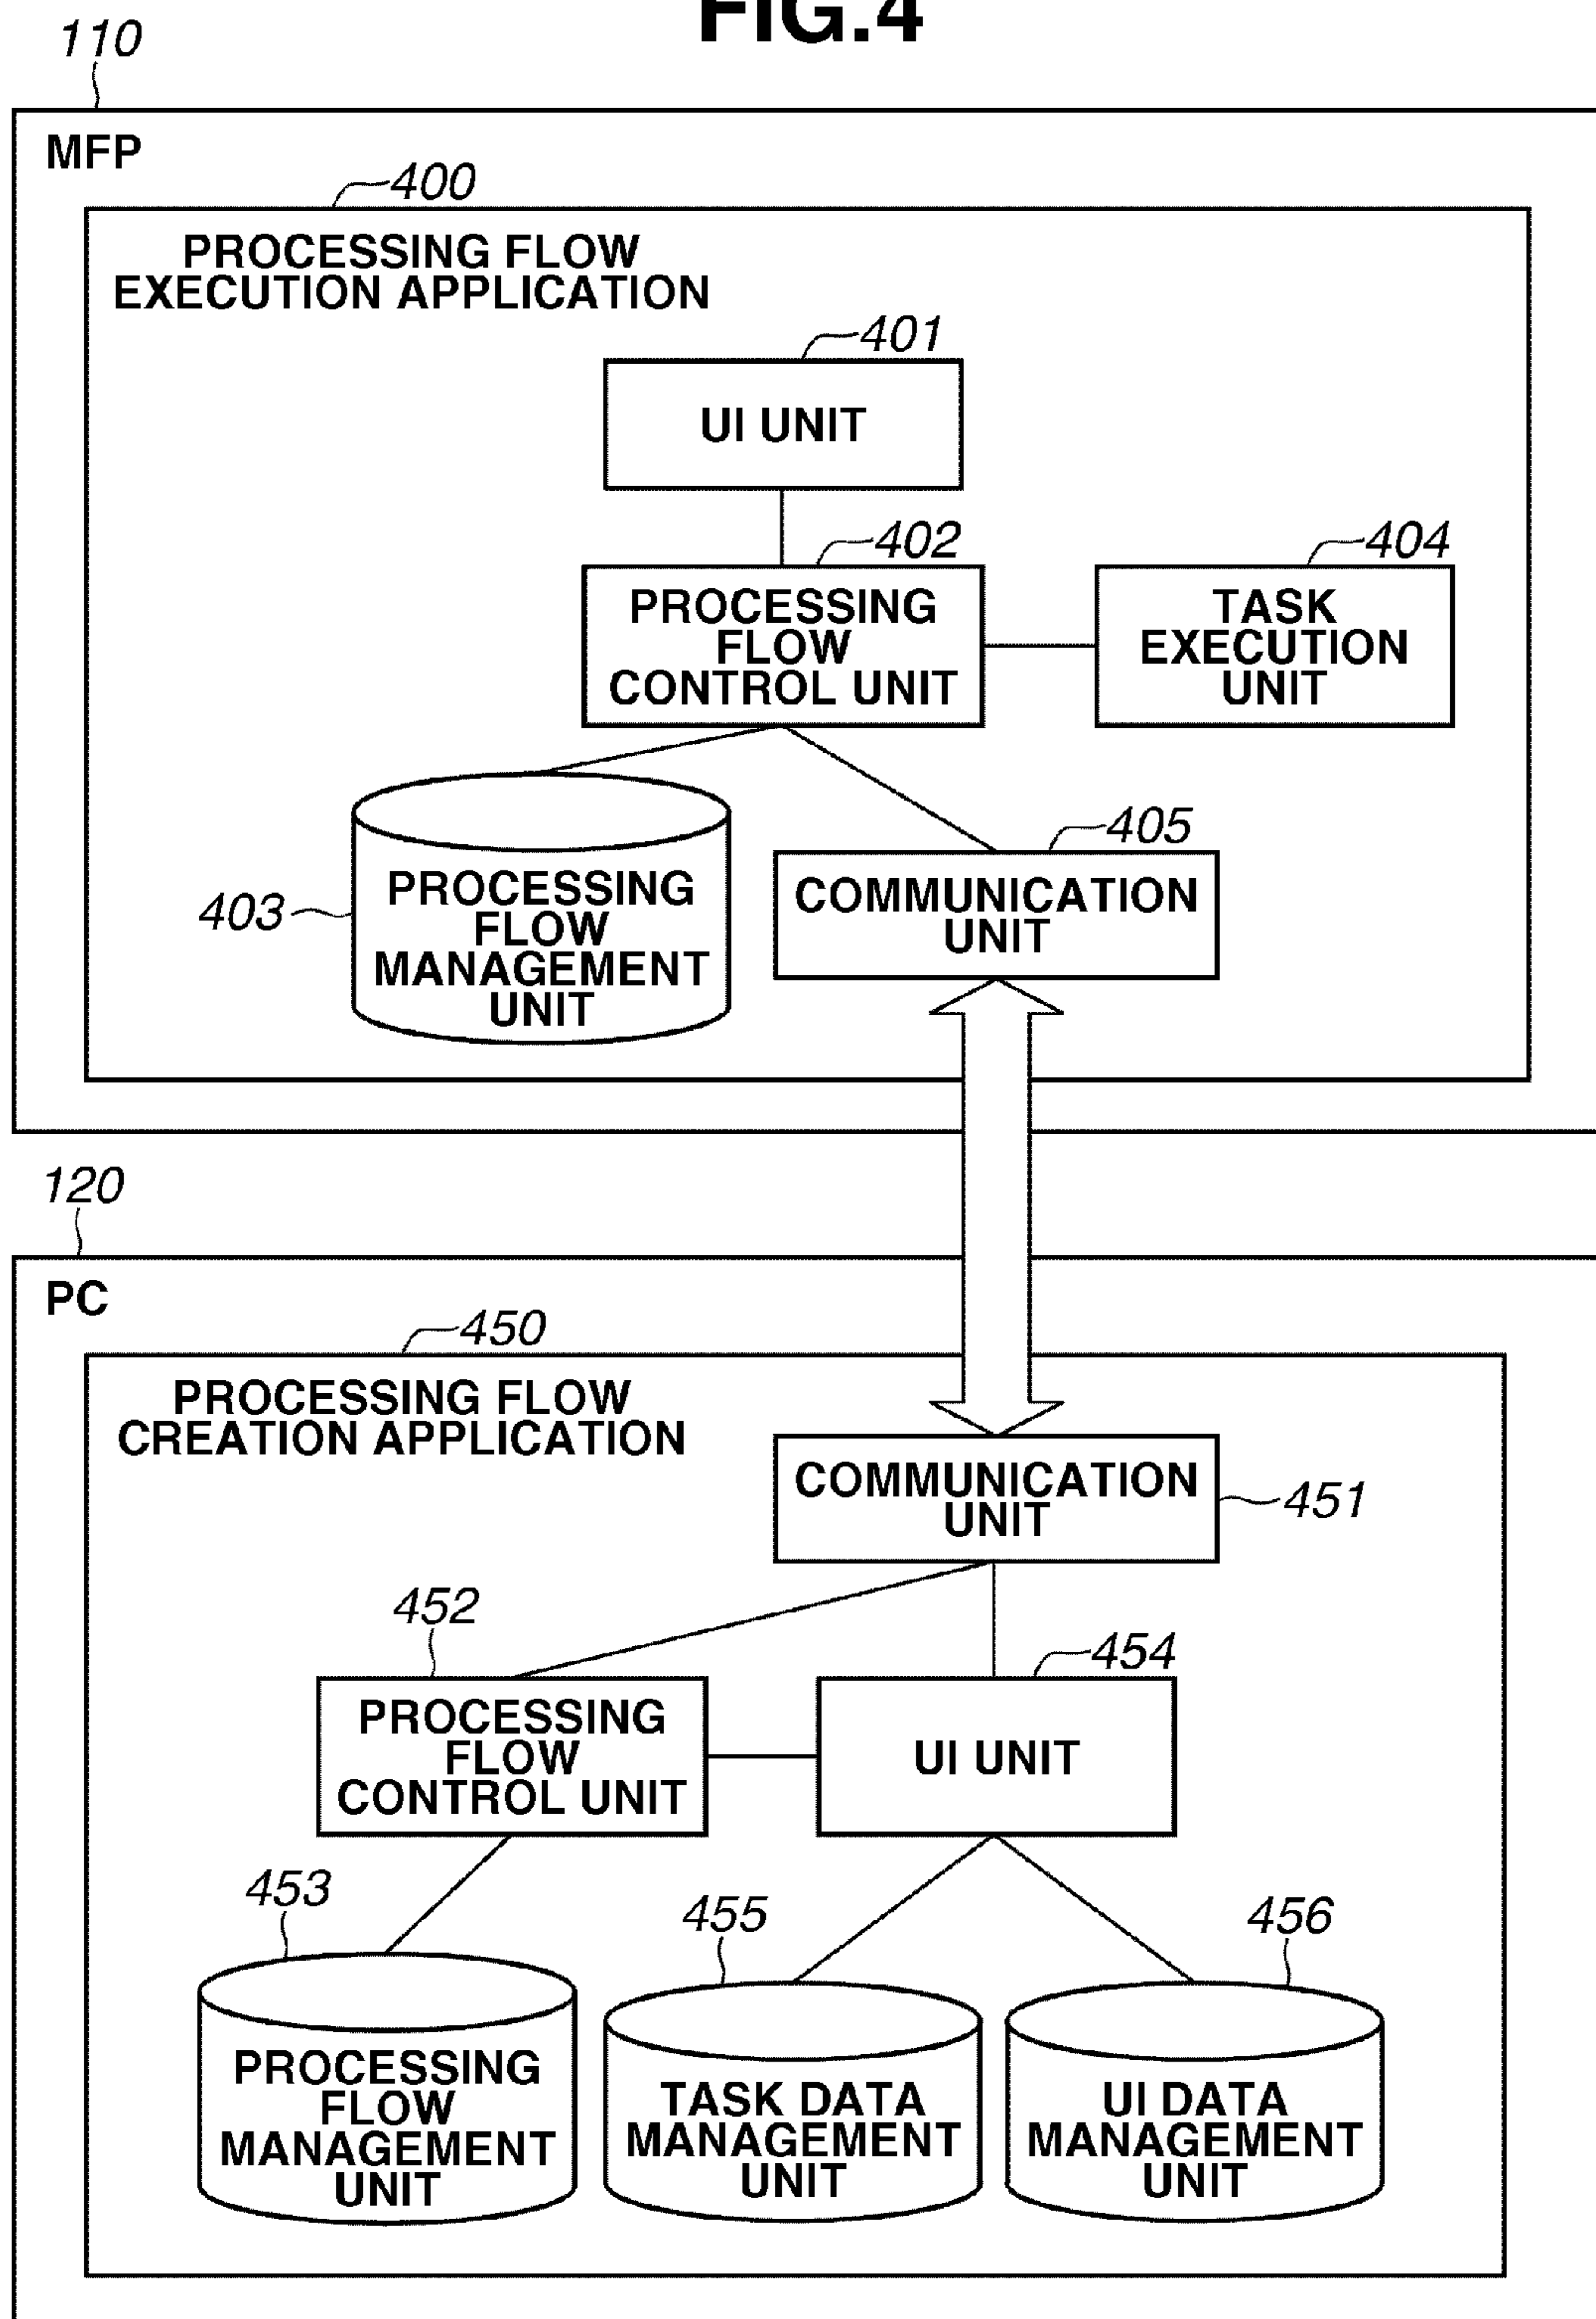 FIG.4
110
MFP
400
PROCESSING FLOW
EXECUTION APPLICATION
401
UI UNIT
402
PROCESSING
FLOW
CONTROL UNIT
404
TASK
EXECUTION
UNIT
403
PROCESSING
FLOW
MANAGEMENT
UNIT
405
COMMUNICATION
UNIT
120
PC
450
PROCESSING FLOW
CREATION APPLICATION
COMMUNICATION
UNIT
451
452
PROCESSING
FLOW
CONTROL UNIT
454
UI UNIT
453
PROCESSING
FLOW
MANAGEMENT
UNIT
455
TASK DATA
MANAGEMENT
UNIT
456
UI DATA
MANAGEMENT
UNIT